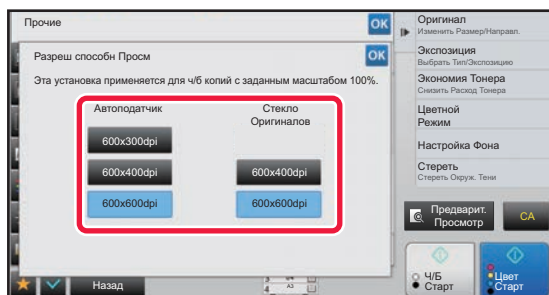 Прочие
OK
Разреш способн Просм
OK
Эта установка применяется для ч/б копий с заданным масштабом 100%.
Автоподатчик
Стекло
Оригиналов
600x300dpi
600x400dpi
600x400dpi
600x600dpi
600x600dpi
Назад
Оригинал
Изменить Размер/Направл.
Экспозиция
Выбрать Тип/Экспозицию
Экономия Тонера
Снизить Расход Тонера
Цветной
Режим
Настройка Фона
Стереть
Стереть Окруж. Тени
Предварит.
Просмотр
CA
Ч/Б
Старт
Цвет
Старт